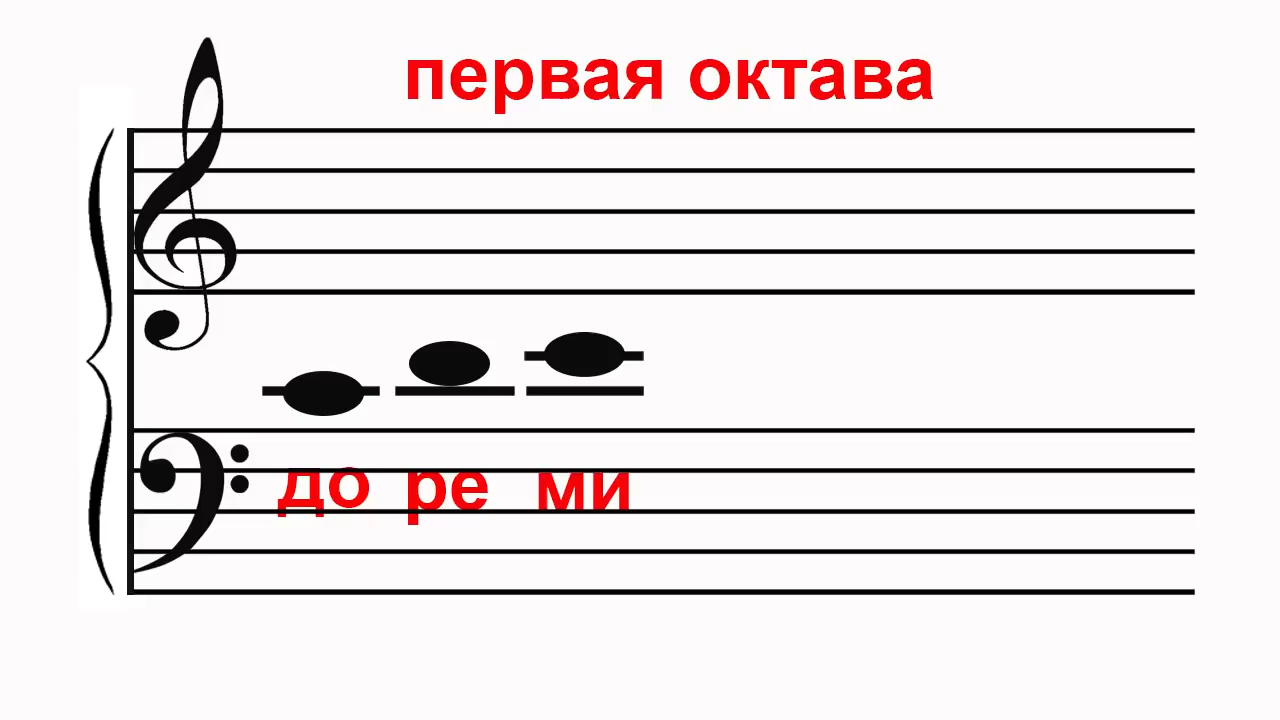 первая октава
до ре ми